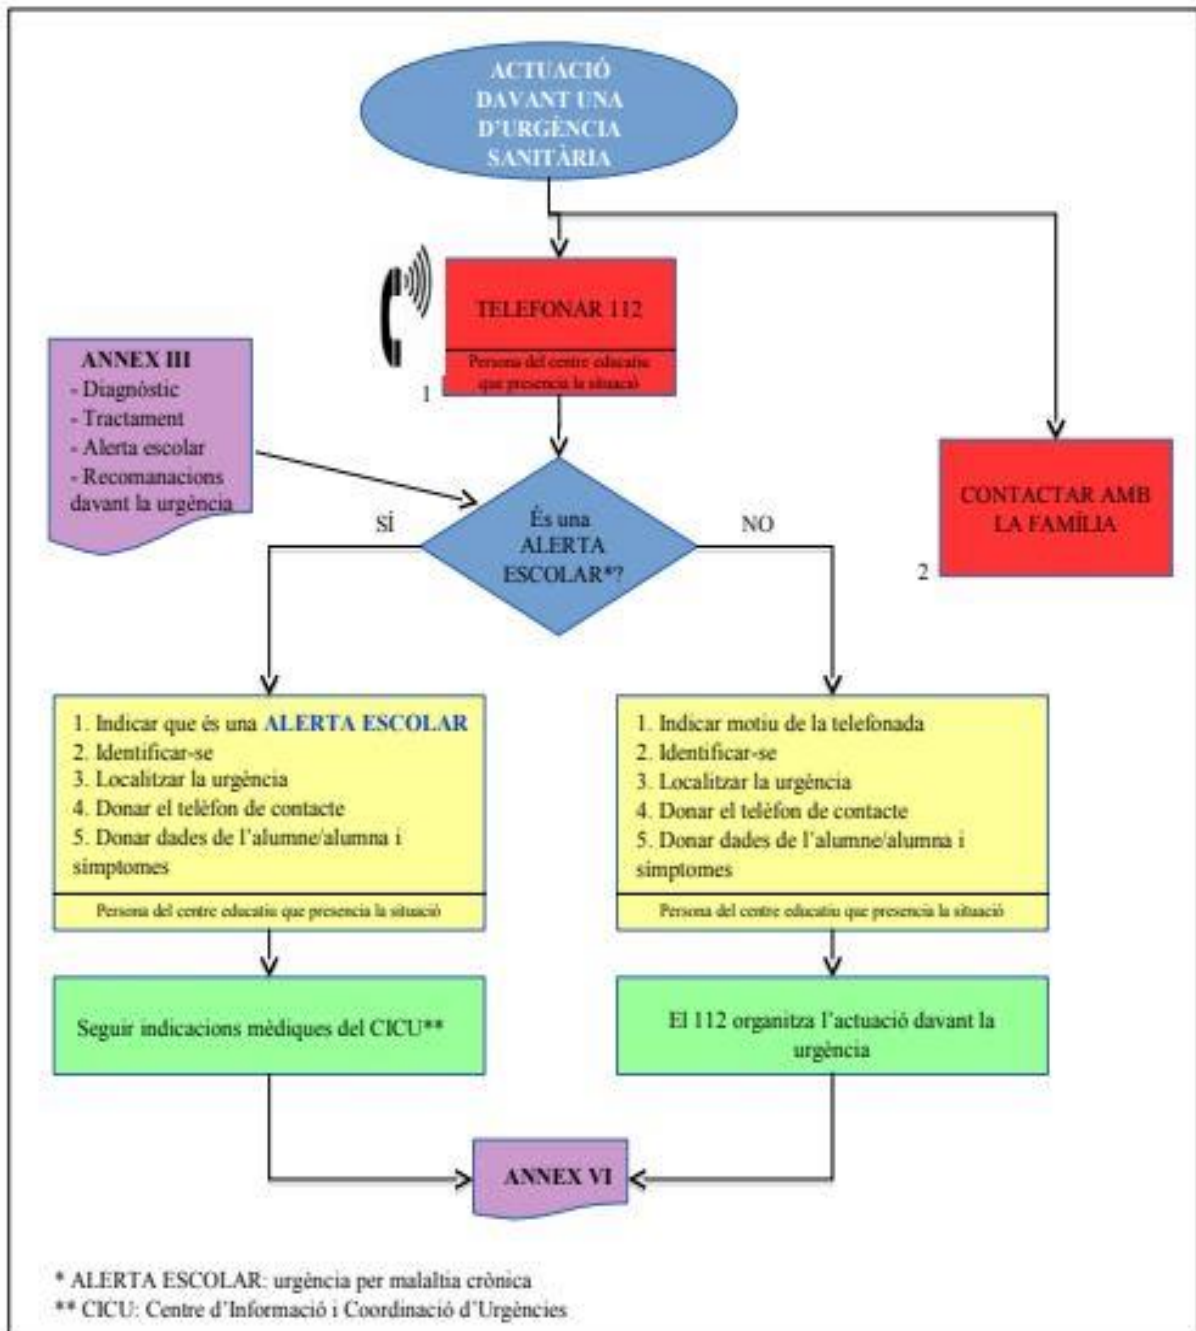 ACTUACIÓ
DAVANT UNA
D'URGÈNCIA
SANITÀRIA
TELEFONAR 112
Persona del centre educatiu
que presencia la situació
1
ANNEX III
- Diagnòstic
- Tractament
- Alerta escolar
- Recomanacions
davant la urgència
CONTACTAR AMB
LA FAMÍLIA
2
És una
ALERTA
ESCOLAR*?
SÍ
NO
1. Indicar que és una ALERTA ESCOLAR
2. Identificar-se
3. Localitzar la urgència
4. Donar el telèfon de contacte
5. Donar dades de l'alumne/alumna i
símptomes
Persona del centre educatiu que presencia la situació
1. Indicar motiu de la telefonada
2. Identificar-se
3. Localitzar la urgència
4. Donar el telèfon de contacte
5. Donar dades de l'alumne/alumna i
símptomes
Persona del centre educatiu que presencia la situació
Seguir indicacions mèdiques del CICU**
El 112 organitza l'actuació davant la
urgència
ANNEX VI
* ALERTA ESCOLAR: urgència per malaltia crònica
** CICU: Centre d'Informació i Coordinació d'Urgències